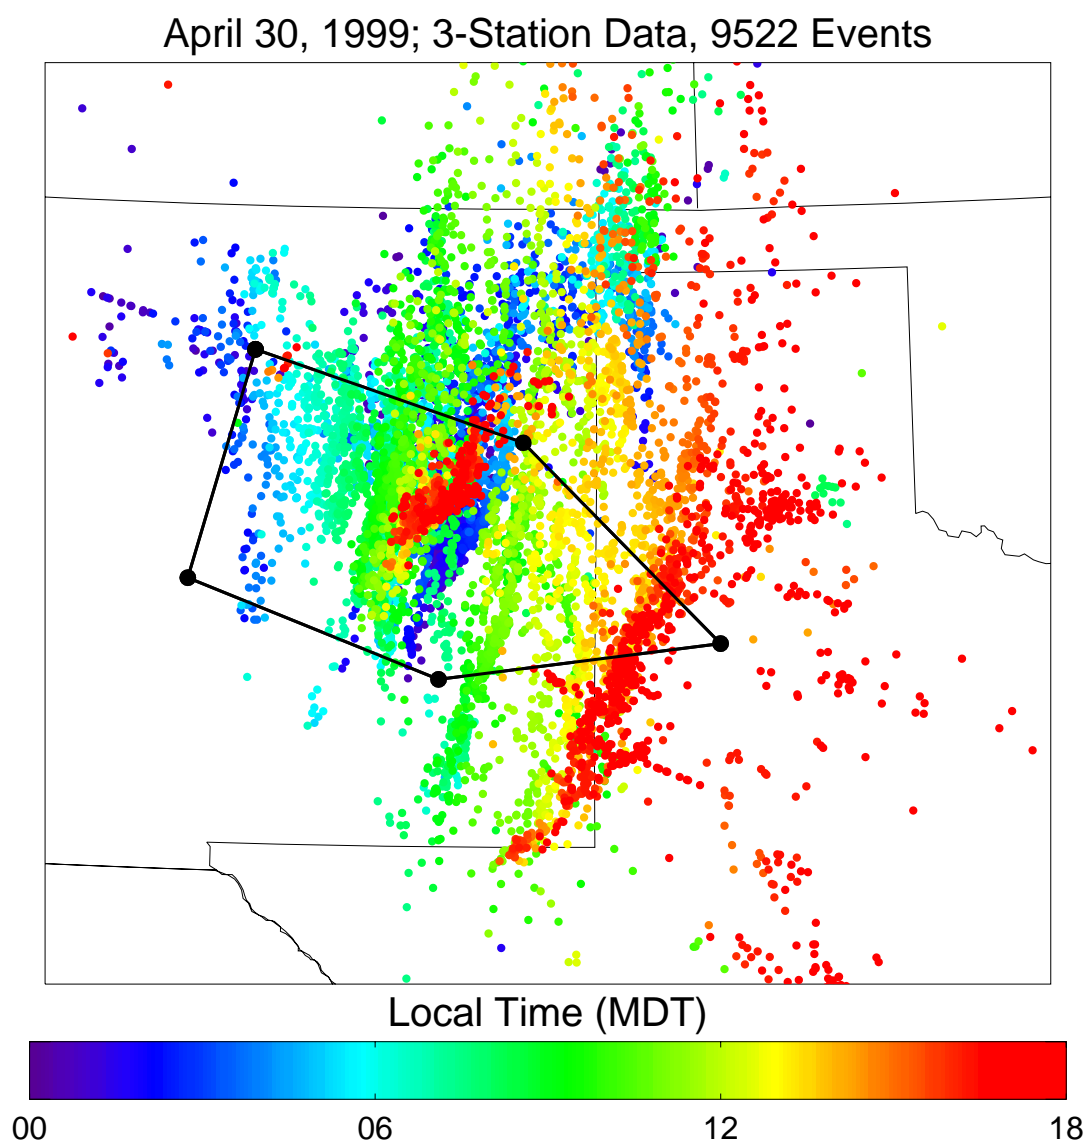 April 30, 1999; 3-Station Data, 9522 Events
Local Time (MDT)
00 06 12 18